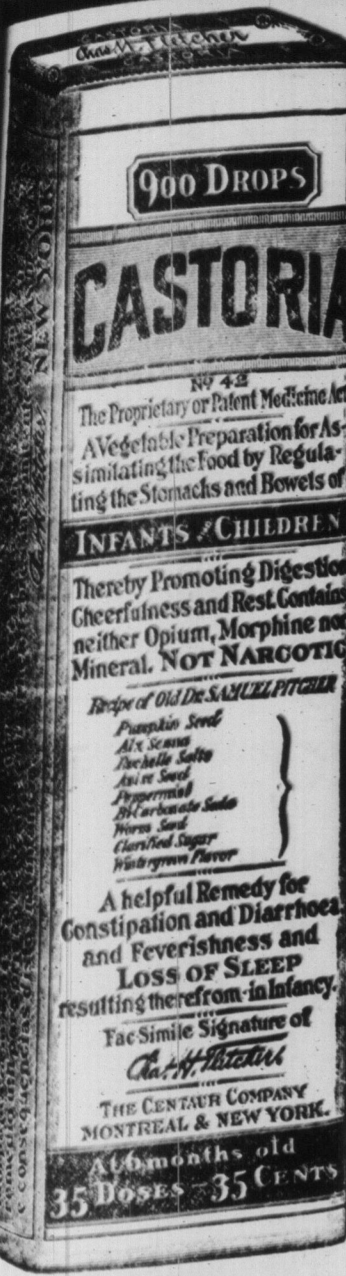 Chas. H. Fletcher
NEW YORK
900 DROPS
CASTORIA
Nº 42
The Proprietary or Patent Medicine Act
A Vegetable Preparation for As-
similating the Food by Regula-
ting the Stomachs and Bowels of
INFANTS & CHILDREN
Thereby Promoting Digestion
Cheerfulness and Rest. Contains
neither Opium, Morphine nor
Mineral. NOT NARCOTIC
Recipe of Old Dr. SAMUEL PITCHER
Pumpkin Seed
Alx Senna
Rochelle Salts
Anise Seed
Peppermint
Bi Carbonate Soda
Worm Seed
Clarified Sugar
Wintergreen Flavor
A helpful Remedy for
Constipation and Diarrhoea
and Feverishness and
LOSS OF SLEEP
resulting therefrom-in Infancy.
Fac Simile Signature of
Chas. H. Fletcher
THE CENTAUR COMPANY
MONTREAL & NEW YORK.
At 6 months old
35 DOSES - 35 CENTS